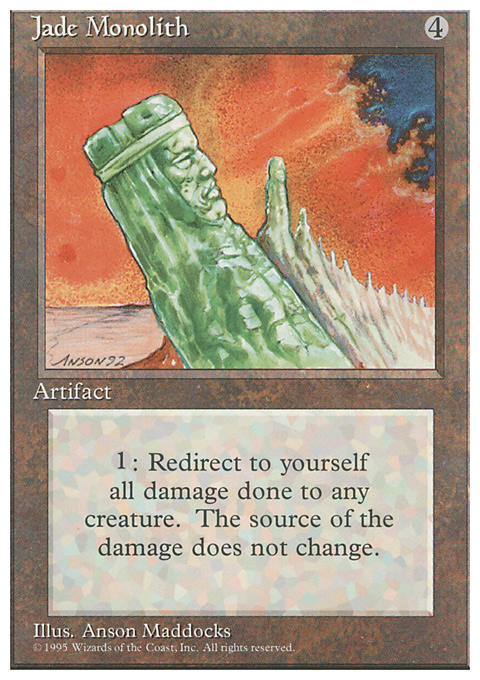 Jade Monolith 4
ANSON 92
Artifact
1: Redirect to yourself
all damage done to any
creature. The source of the
damage does not change.
Illus. Anson Maddocks
© 1995 Wizards of the Coast, Inc. All rights reserved.